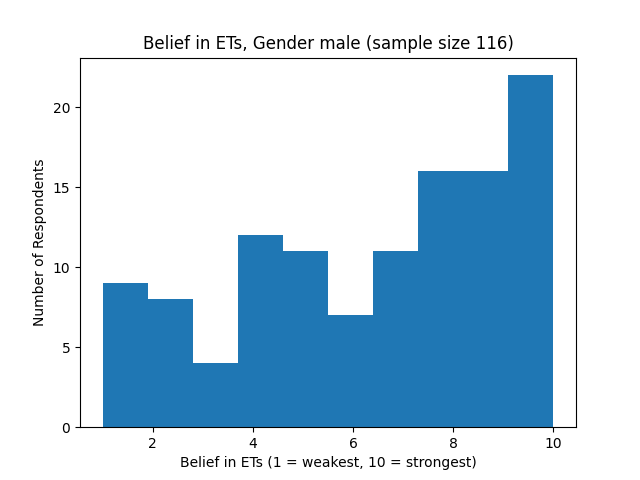 Belief in ETs, Gender male (sample size 116)
Number of Respondents
20
15
10
5
0
2 4 6 8 10
Belief in ETs (1 = weakest, 10 = strongest)